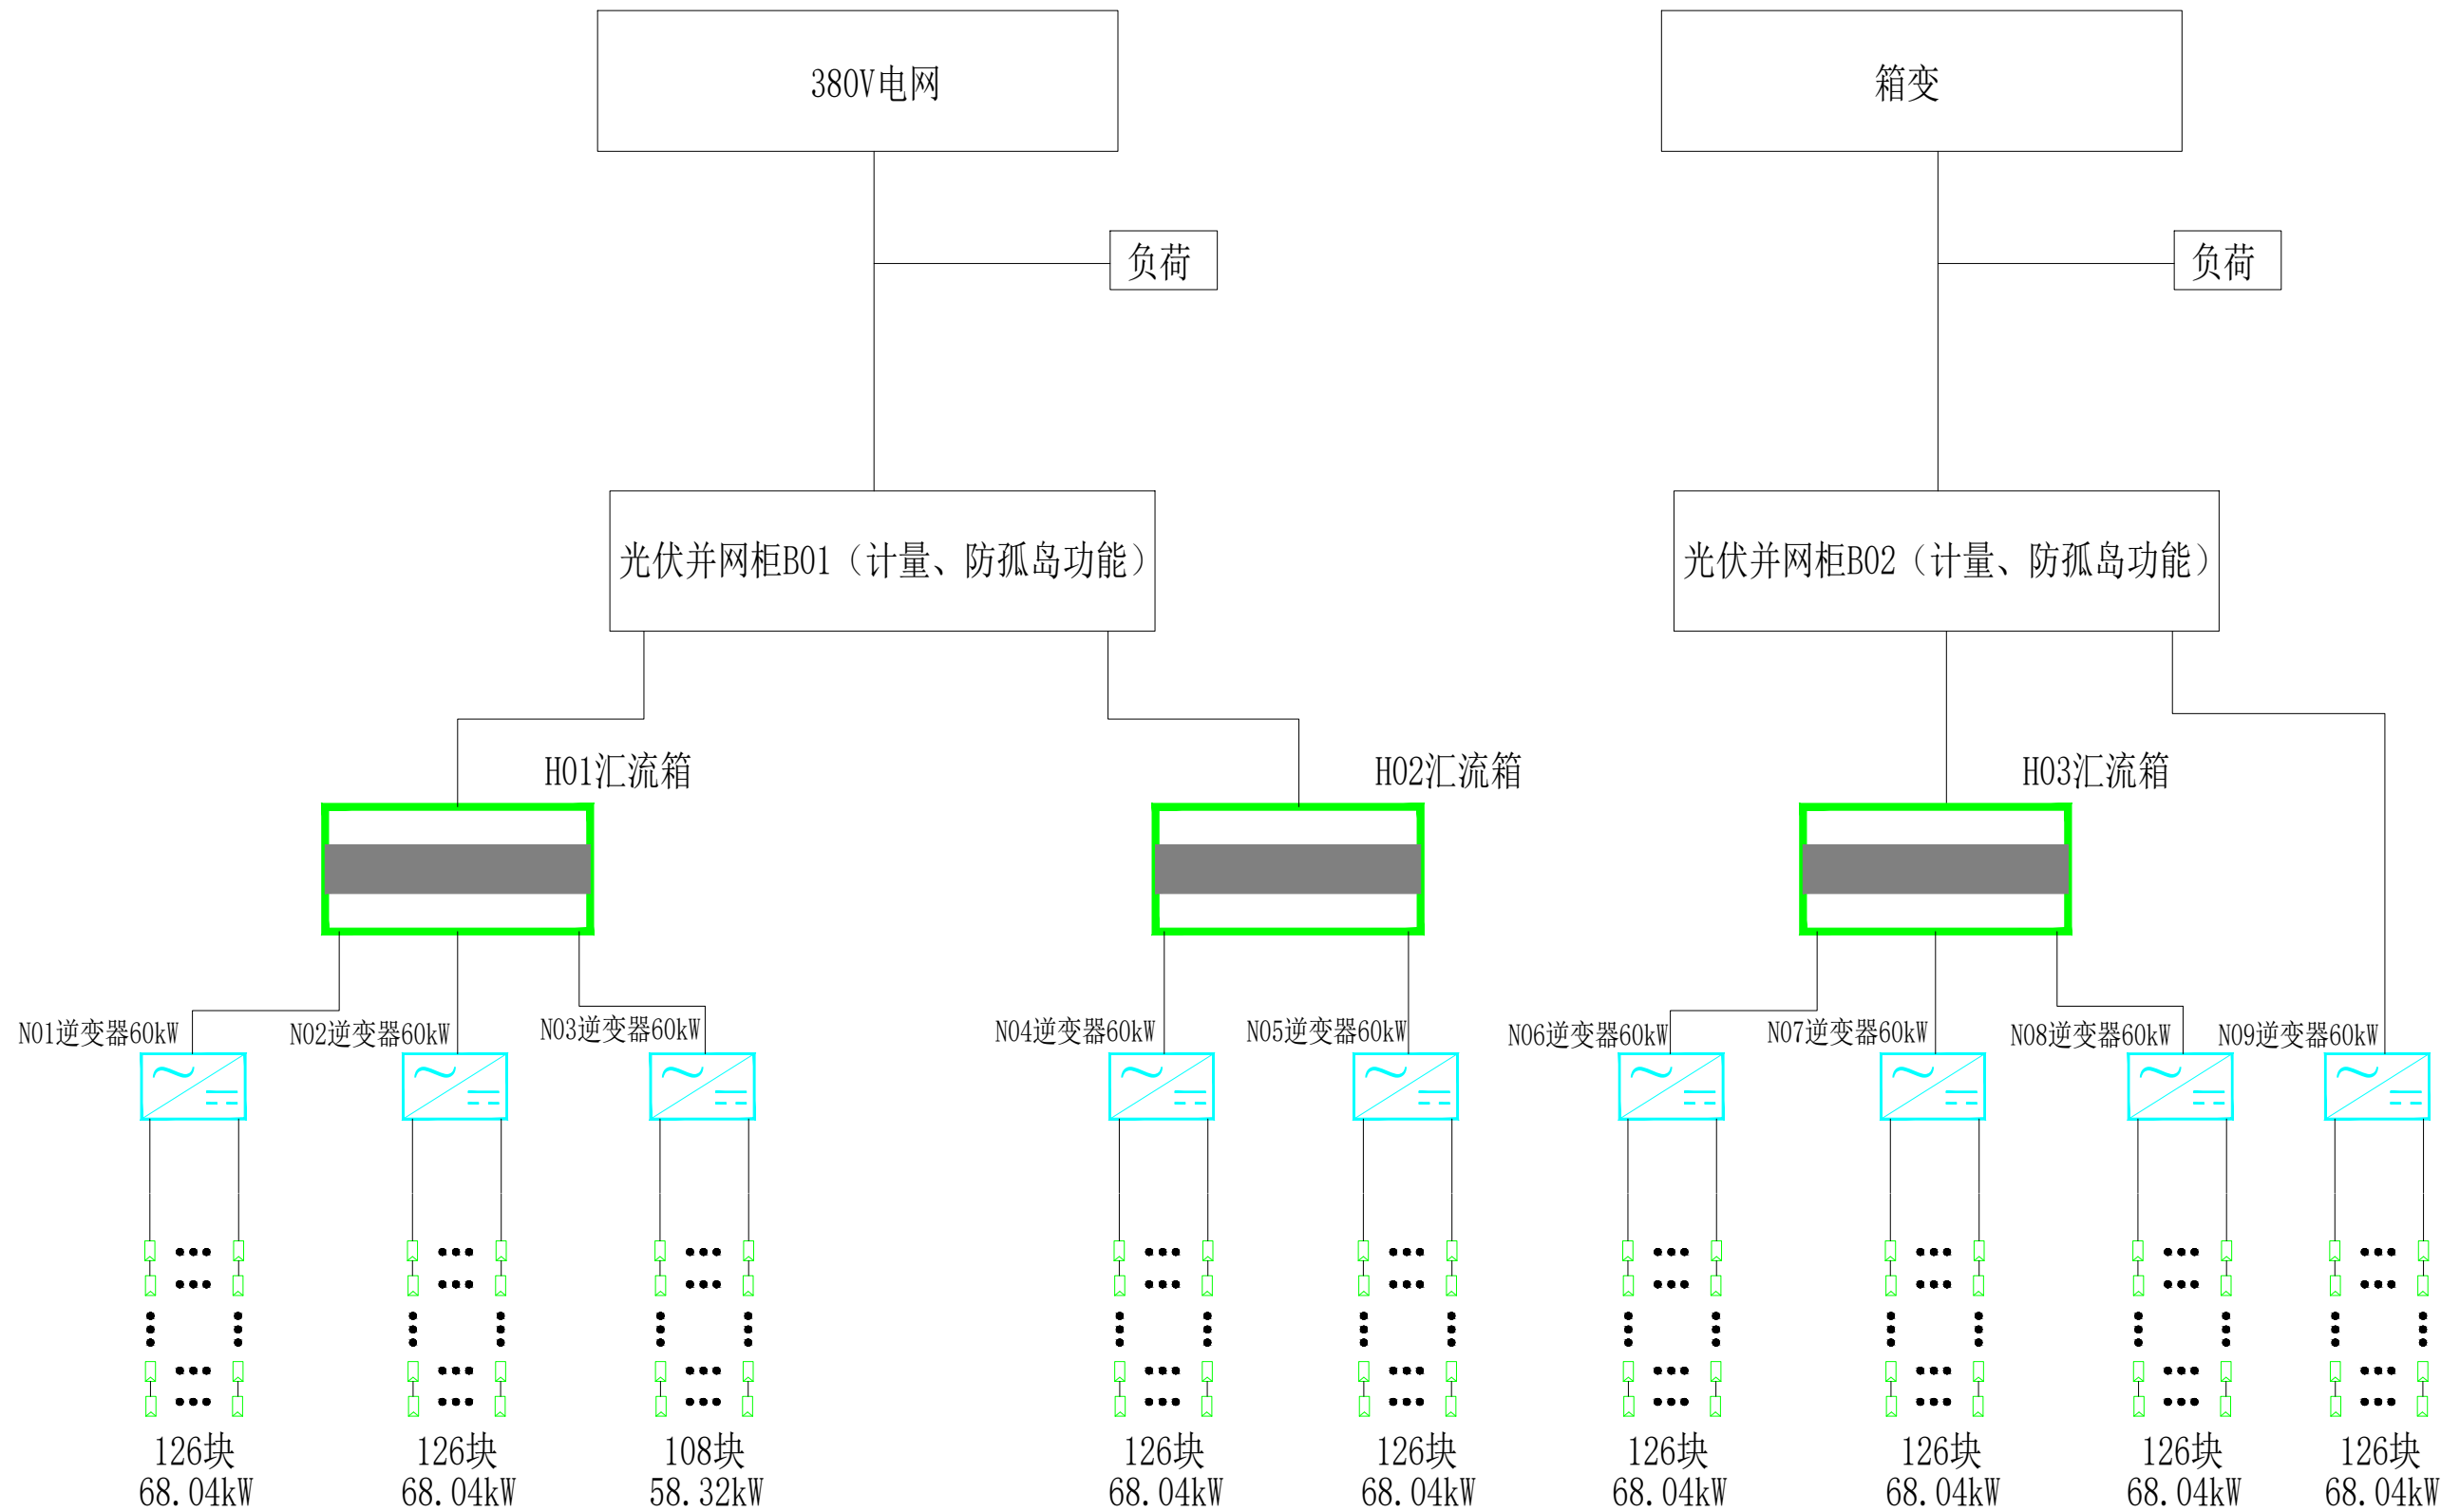 380V电网
箱变
负荷
负荷
光伏并网柜B01（计量、防孤岛功能）
光伏并网柜B02（计量、防孤岛功能）
H01汇流箱
H02汇流箱
H03汇流箱
N01逆变器60kW
N02逆变器60kW
N03逆变器60kW
N04逆变器60kW
N05逆变器60kW
N06逆变器60kW
N07逆变器60kW
N08逆变器60kW
N09逆变器60kW
126块
68.04kW
126块
68.04kW
108块
58.32kW
126块
68.04kW
126块
68.04kW
126块
68.04kW
126块
68.04kW
126块
68.04kW
126块
68.04kW